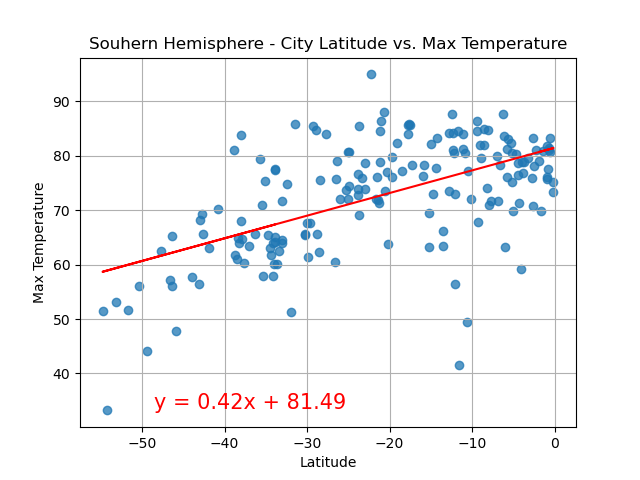 Souhern Hemisphere - City Latitude vs. Max Temperature
Max Temperature
90
80
70
60
50
40
y = 0.42x + 81.49
−50 −40 −30 −20 −10 0
Latitude